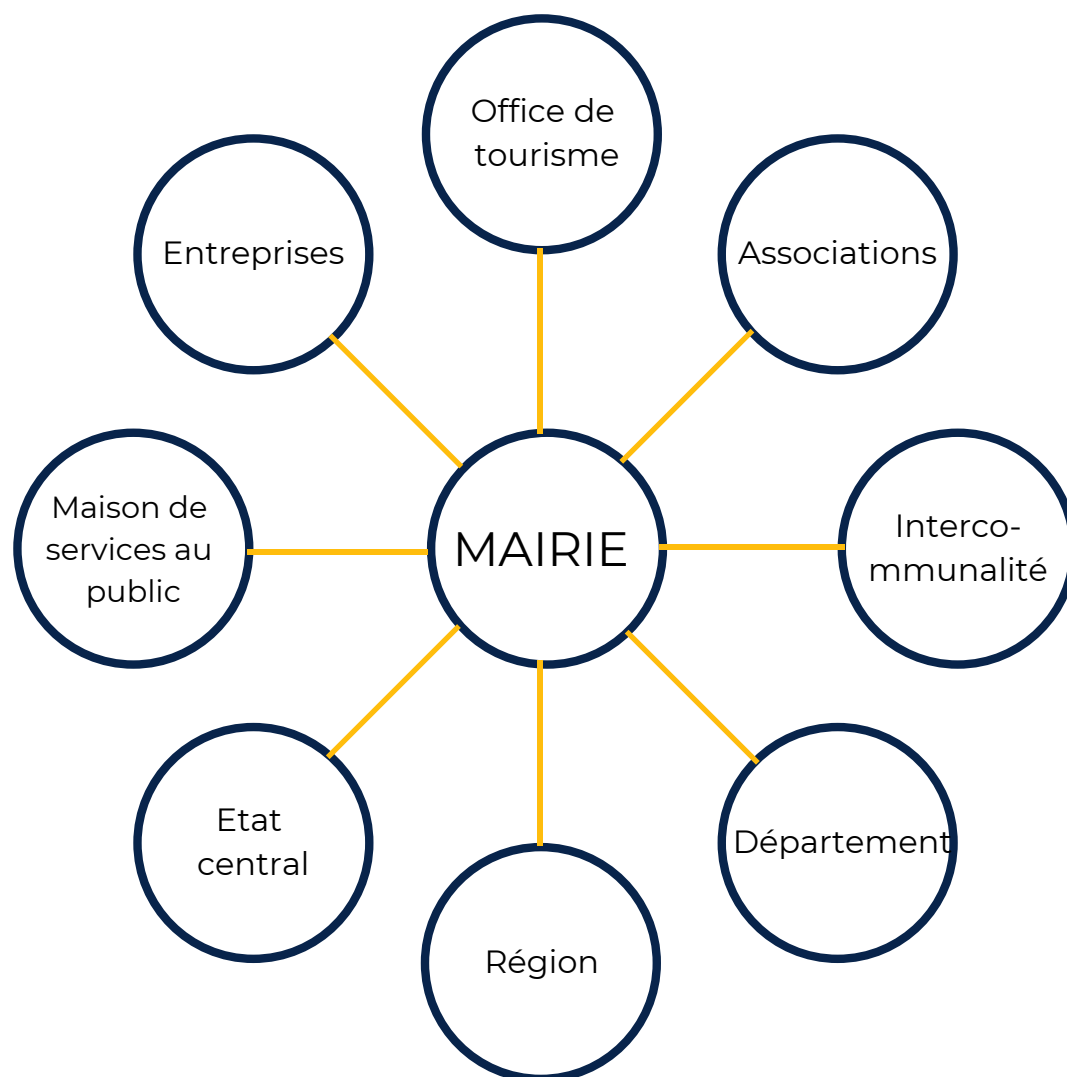 Office de
tourisme
Entreprises
Associations
Maison de
services au
public
MAIRIE
Interco-
mmunalité
Etat
central
Département
Région